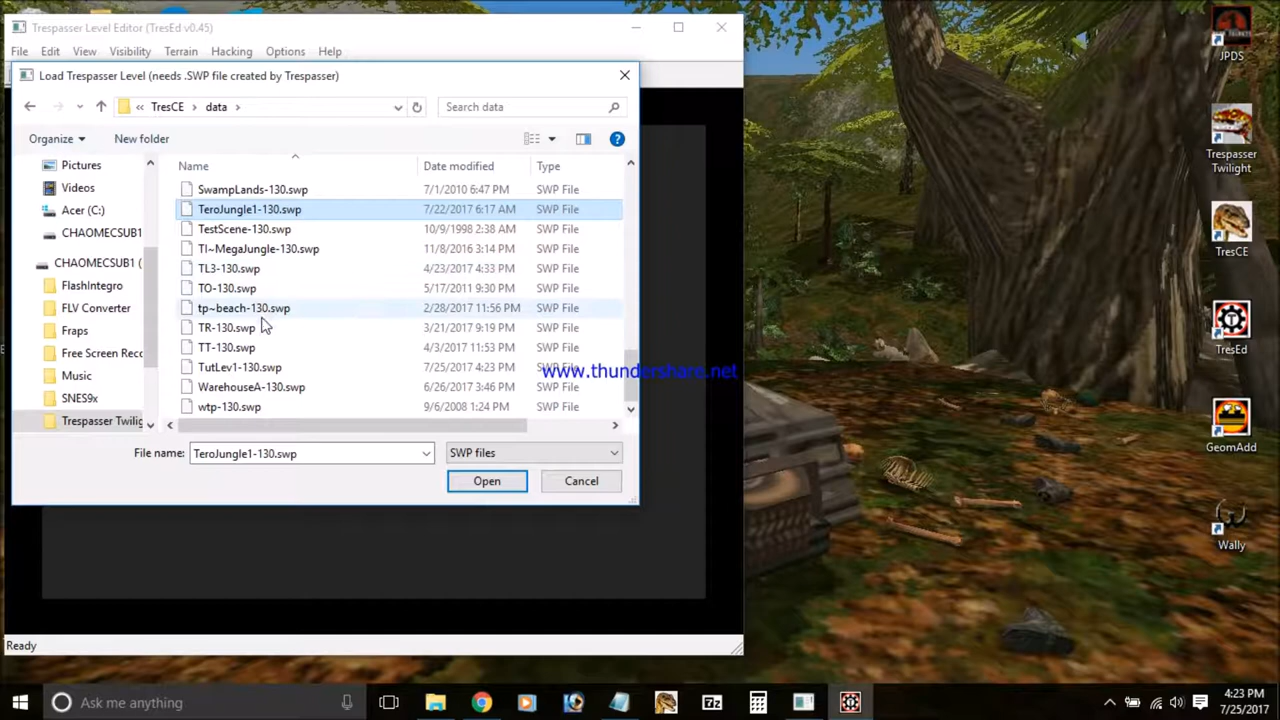 Trespasser Level Editor (TresEd v0.45)
File Edit View Visibility Terrain Hacking Options Help
Load Trespasser Level (needs .SWP file created by Trespasser)
« TresCE › data ›
Search data
Organize
New folder
Pictures
Videos
Acer (C:)
CHAOMECSUB1
CHAOMECSUB1 (
FlashIntegro
FLV Converter
Fraps
Free Screen Reco
Music
SNES9x
Trespasser Twilig
Name Date modified Type
SwampLands-130.swp 7/1/2010 6:47 PM SWP File
TeroJungle1-130.swp 7/22/2017 6:17 AM SWP File
TestScene-130.swp 10/9/1998 2:38 AM SWP File
TI~MegaJungle-130.swp 11/8/2016 3:14 PM SWP File
TL3-130.swp 4/23/2017 4:33 PM SWP File
TO-130.swp 5/17/2011 9:30 PM SWP File
tp~beach-130.swp 2/28/2017 11:56 PM SWP File
TR-130.swp 3/21/2017 9:19 PM SWP File
TT-130.swp 4/3/2017 11:53 PM SWP File
TutLev1-130.swp 7/25/2017 4:23 PM SWP File
WarehouseA-130.swp 6/26/2017 3:46 PM SWP File
wtp-130.swp 9/6/2008 1:24 PM SWP File
www.thundershare.net
File name: TeroJungle1-130.swp SWP files
Open Cancel
Ready
JPDS
Trespasser
Twilight
TresCE
TresEd
GeomAdd
Wally
Ask me anything
7z
4:23 PM
7/25/2017